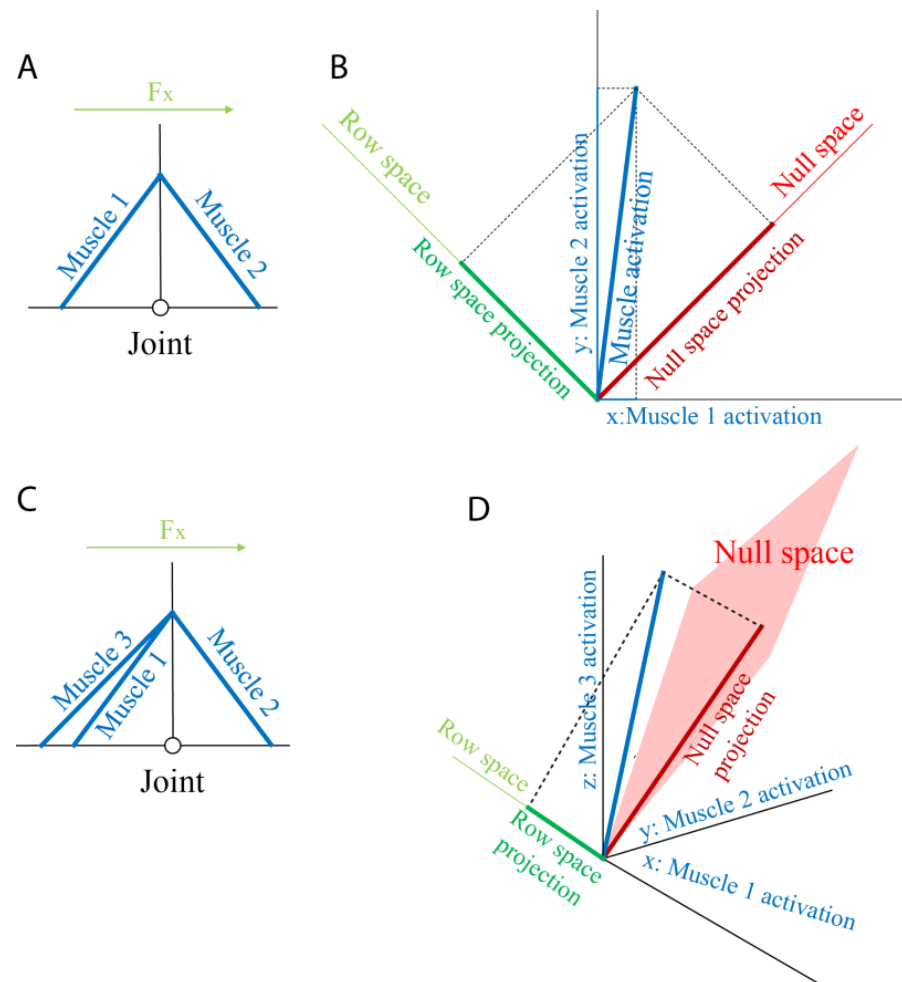 A
Fx
Muscle 1
Muscle 2
Joint
B
Row space
Row space projection
y: Muscle 2 activation
Muscle activation
Null space
Null space projection
x:Muscle 1 activation
C
Fx
Muscle 3
Muscle 1
Muscle 2
Joint
D
Null space
z: Muscle 3 activation
Null space
projection
Row space
Row space
projection
y: Muscle 2 activation
x: Muscle 1 activation